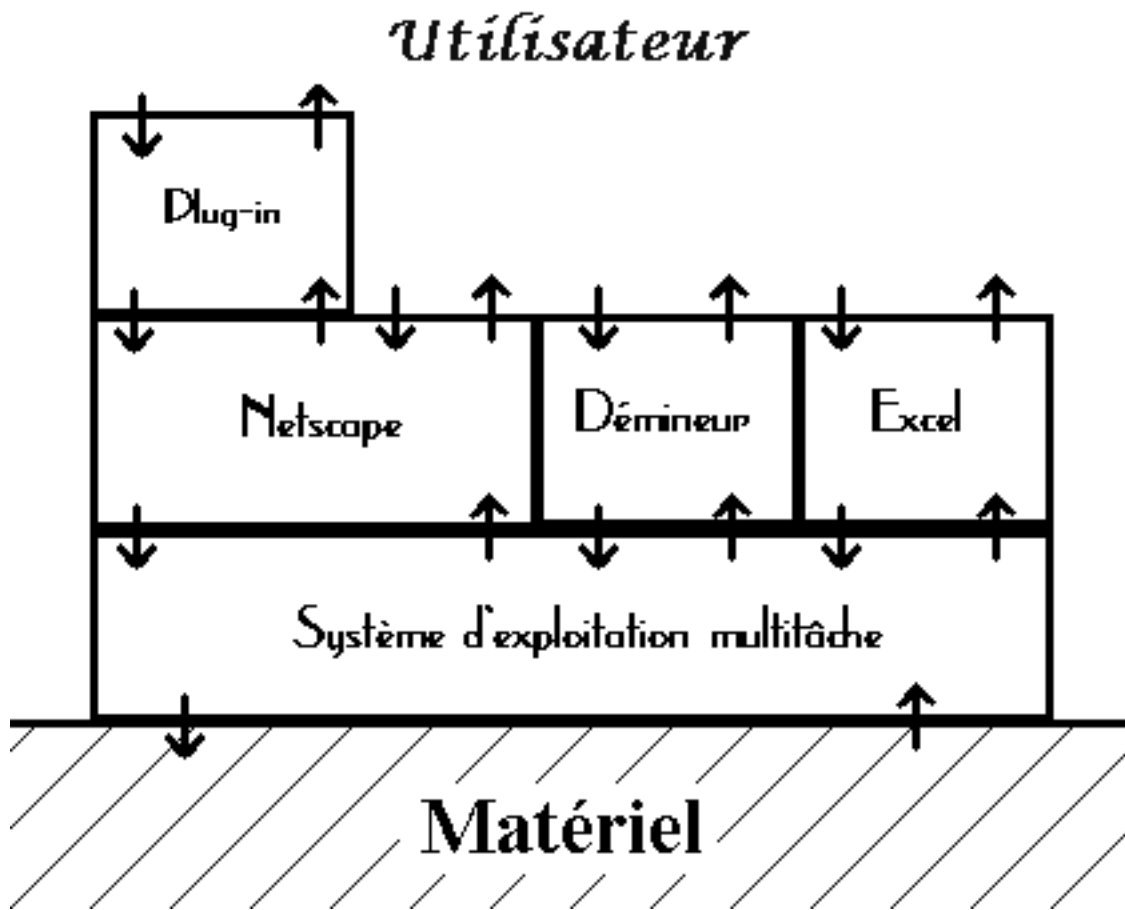 Utilisateur
Plug-in
Netscape
Démineur
Excel
Système d'exploitation multitâche
Matériel